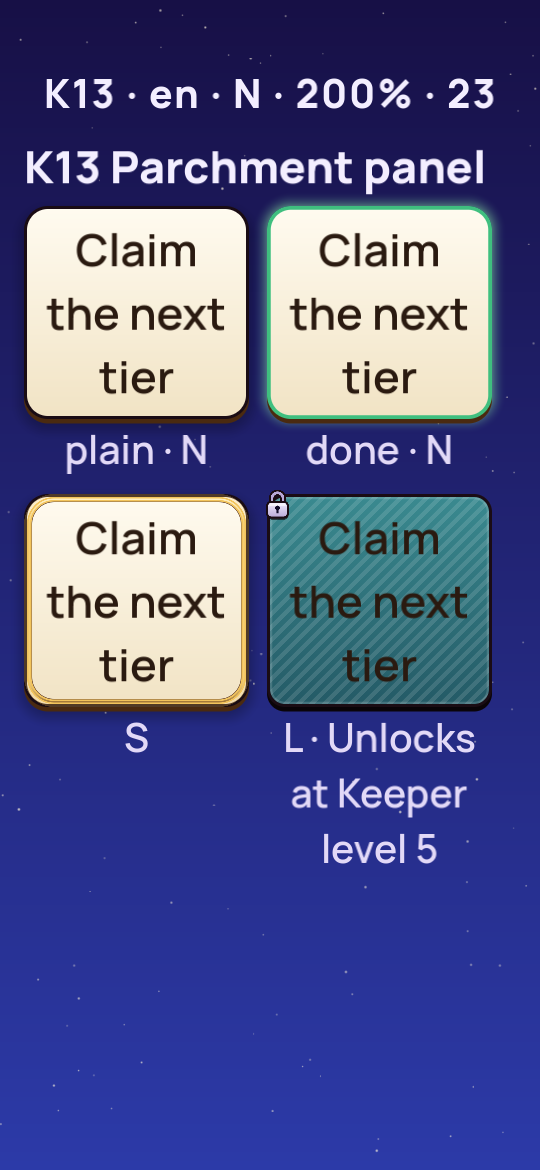 K13 · en · N · 200% · 23
K13 Parchment panel
Claim
the next
tier
plain · N
Claim
the next
tier
done · N
Claim
the next
tier
S
Claim
the next
tier
L · Unlocks
at Keeper
level 5